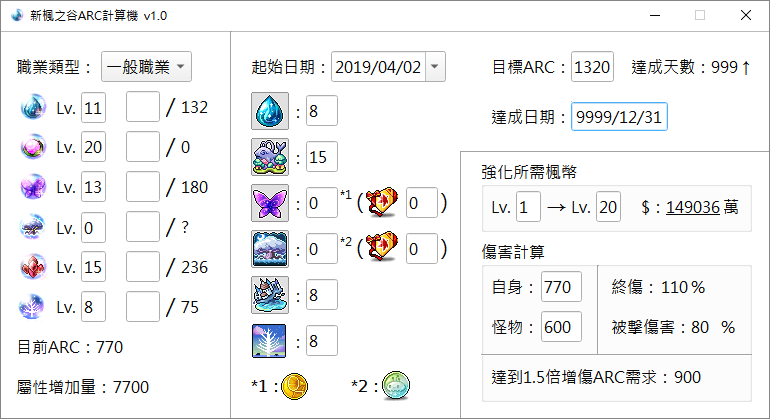 新楓之谷ARC計算機 v1.0
職業類型： 一般職業
Lv. 11 / 132
Lv. 20 / 0
Lv. 13 / 180
Lv. 0 / ?
Lv. 15 / 236
Lv. 8 / 75
目前ARC：770
屬性增加量：7700
起始日期：2019/04/02
: 8
: 15
: 0 *1 ( 0 )
: 0 *2 ( 0 )
: 8
: 8
*1： *2：
目標ARC： 1320 達成天數：999↑
達成日期： 9999/12/31
強化所需楓幣
Lv. 1 → Lv. 20 $：149036 萬
傷害計算
自身： 770 終傷：110 %
怪物： 600 被擊傷害：80 %
達到1.5倍增傷ARC需求：900